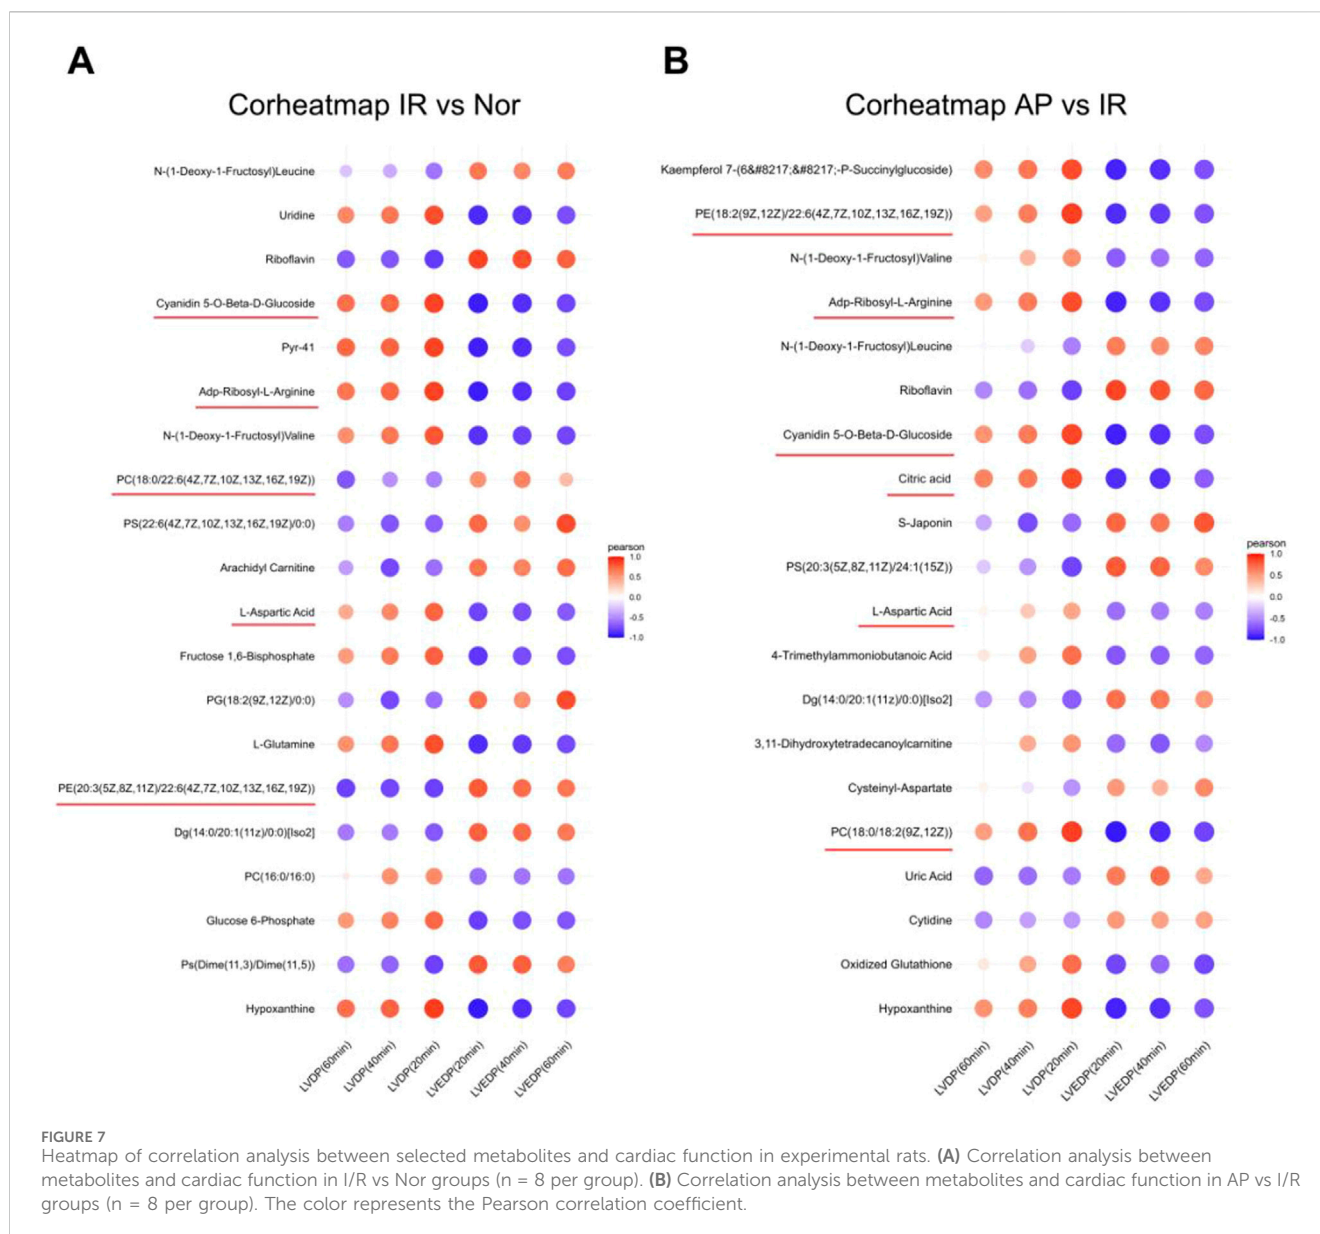 A
Corheatmap IR vs Nor
N-(1-Deoxy-1-Fructosyl)Leucine
Uridine
Riboflavin
Cyanidin 5-O-Beta-D-Glucoside
Pyr-41
Adp-Ribosyl-L-Arginine
N-(1-Deoxy-1-Fructosyl)Valine
PC(18:0/22:6(4Z,7Z,10Z,13Z,16Z,19Z))
PS(22:6(4Z,7Z,10Z,13Z,16Z,19Z)/0:0)
Arachidyl Carnitine
L-Aspartic Acid
Fructose 1,6-Bisphosphate
PG(18:2(9Z,12Z)/0:0)
L-Glutamine
PE(20:3(5Z,8Z,11Z)/22:6(4Z,7Z,10Z,13Z,16Z,19Z))
Dg(14:0/20:1(11z)/0:0)[Iso2]
PC(16:0/16:0)
Glucose 6-Phosphate
Ps(Dime(11,3)/Dime(11,5))
Hypoxanthine
LVDP(60min)
LVDP(40min)
LVDP(20min)
LVEDP(20min)
LVEDP(40min)
LVEDP(60min)
pearson
1.0
0.5
0.0
-0.5
-1.0
B
Corheatmap AP vs IR
Kaempferol 7-(6&#8217;&#8217;-P-Succinylglucoside)
PE(18:2(9Z,12Z)/22:6(4Z,7Z,10Z,13Z,16Z,19Z))
N-(1-Deoxy-1-Fructosyl)Valine
Adp-Ribosyl-L-Arginine
N-(1-Deoxy-1-Fructosyl)Leucine
Riboflavin
Cyanidin 5-O-Beta-D-Glucoside
Citric acid
S-Japonin
PS(20:3(5Z,8Z,11Z)/24:1(15Z))
L-Aspartic Acid
4-Trimethylammoniobutanoic Acid
Dg(14:0/20:1(11z)/0:0)[Iso2]
3,11-Dihydroxytetradecanoylcarnitine
Cysteinyl-Aspartate
PC(18:0/18:2(9Z,12Z))
Uric Acid
Cytidine
Oxidized Glutathione
Hypoxanthine
LVDP(60min)
LVDP(40min)
LVDP(20min)
LVEDP(20min)
LVEDP(40min)
LVEDP(60min)
pearson
1.0
0.5
0.0
-0.5
-1.0
FIGURE 7
Heatmap of correlation analysis between selected metabolites and cardiac function in experimental rats. (A) Correlation analysis between
metabolites and cardiac function in I/R vs Nor groups (n = 8 per group). (B) Correlation analysis between metabolites and cardiac function in AP vs I/R
groups (n = 8 per group). The color represents the Pearson correlation coefficient.